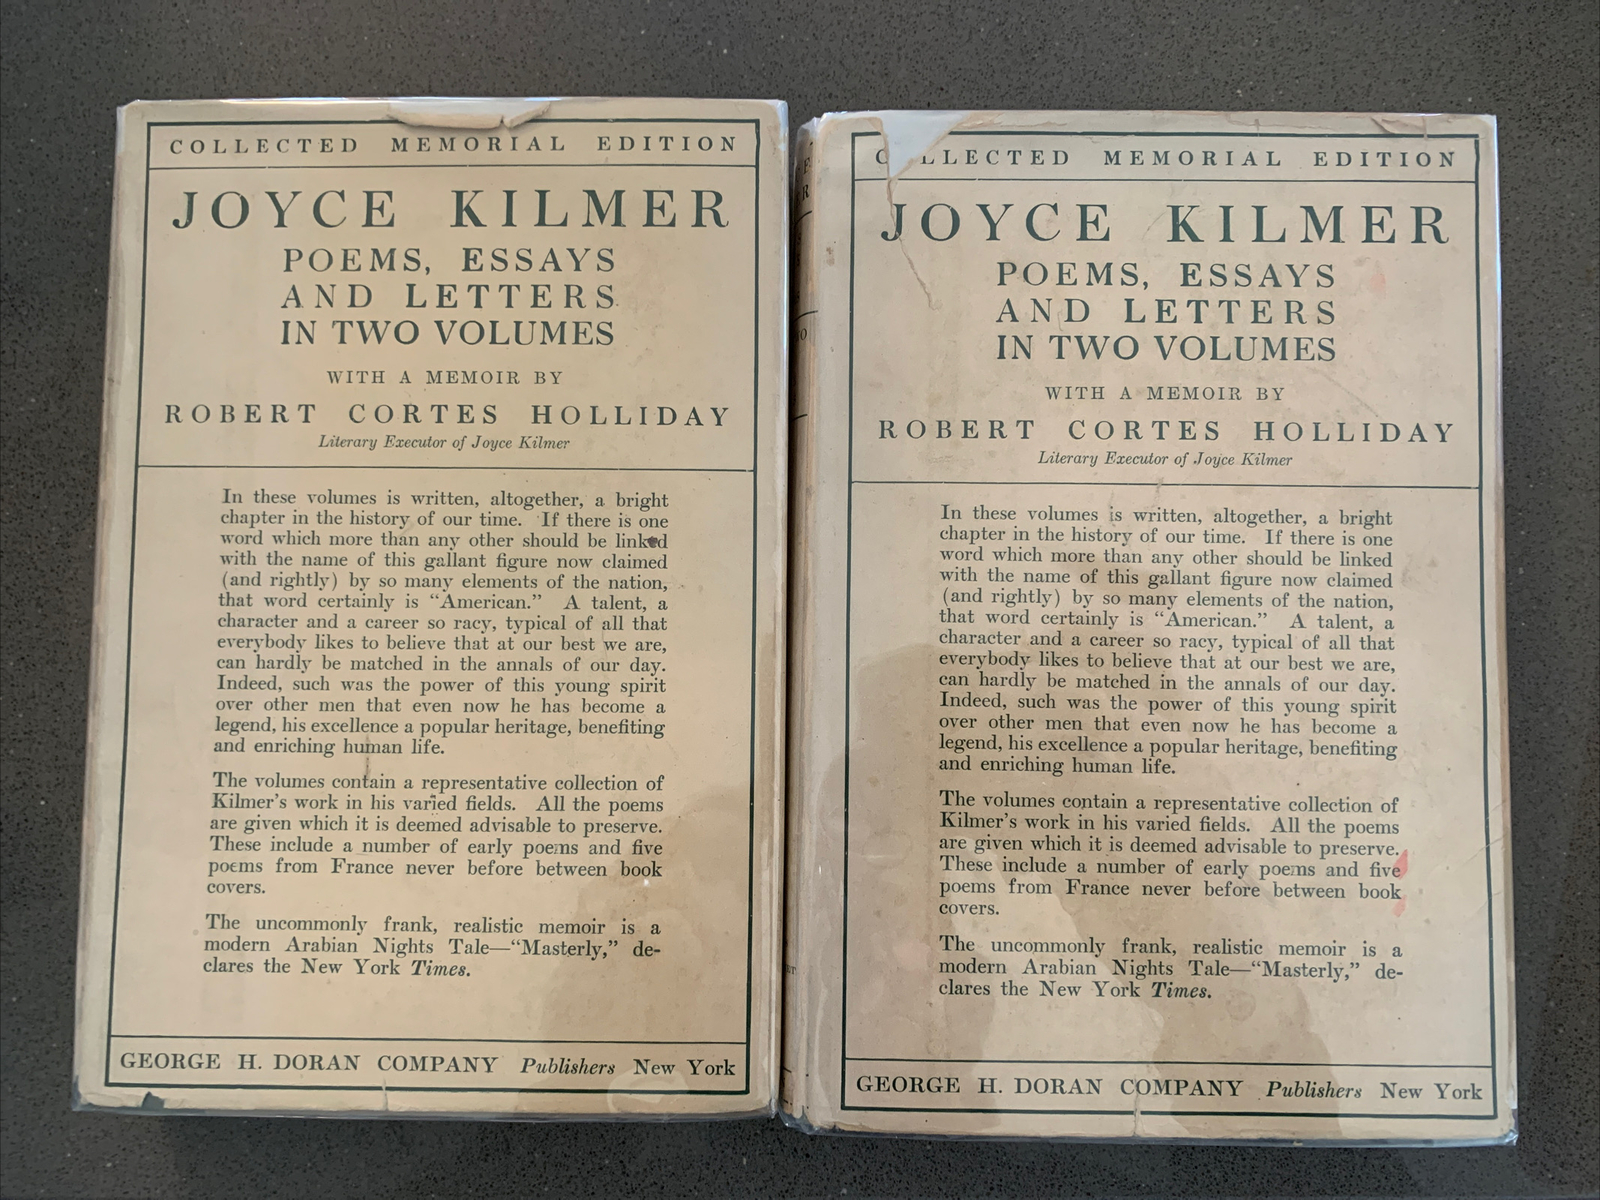 COLLECTED MEMORIAL EDITION
JOYCE KILMER
POEMS, ESSAYS
AND LETTERS
IN TWO VOLUMES
WITH A MEMOIR BY
ROBERT CORTES HOLLIDAY
Literary Executor of Joyce Kilmer
In these volumes is written, altogether, a bright
chapter in the history of our time. If there is one
word which more than any other should be linked
with the name of this gallant figure now claimed
(and rightly) by so many elements of the nation,
that word certainly is “American.” A talent, a
character and a career so racy, typical of all that
everybody likes to believe that at our best we are,
can hardly be matched in the annals of our day.
Indeed, such was the power of this young spirit
over other men that even now he has become a
legend, his excellence a popular heritage, benefiting
and enriching human life.
The volumes contain a representative collection of
Kilmer's work in his varied fields. All the poems
are given which it is deemed advisable to preserve.
These include a number of early poems and five
poems from France never before between book
covers.
The uncommonly frank, realistic memoir is a
modern Arabian Nights Tale—“Masterly,” de-
clares the New York Times.
GEORGE H. DORAN COMPANY Publishers New York
MEMORIAL EDITION
JOYCE KILMER
POEMS, ESSAYS
AND LETTERS
IN TWO VOLUMES
WITH A MEMOIR BY
ROBERT CORTES HOLLIDAY
Literary Executor of Joyce Kilmer
In these volumes is written, altogether, a bright
chapter in the history of our time. If there is one
word which more than any other should be linked
with the name of this gallant figure now claimed
(and rightly) by so many elements of the nation,
that word certainly is “American.” A talent, a
character and a career so racy, typical of all that
everybody likes to believe that at our best we are,
can hardly be matched in the annals of our day.
Indeed, such was the power of this young spirit
over other men that even now he has become a
legend, his excellence a popular heritage, benefiting
and enriching human life.
The volumes contain a representative collection of
Kilmer's work in his varied fields. All the poems
are given which it is deemed advisable to preserve.
These include a number of early poems and five
poems from France never before between book
covers.
The uncommonly frank, realistic memoir is a
modern Arabian Nights Tale—“Masterly,” de-
clares the New York Times.
GEORGE H. DORAN COMPANY Publishers New York